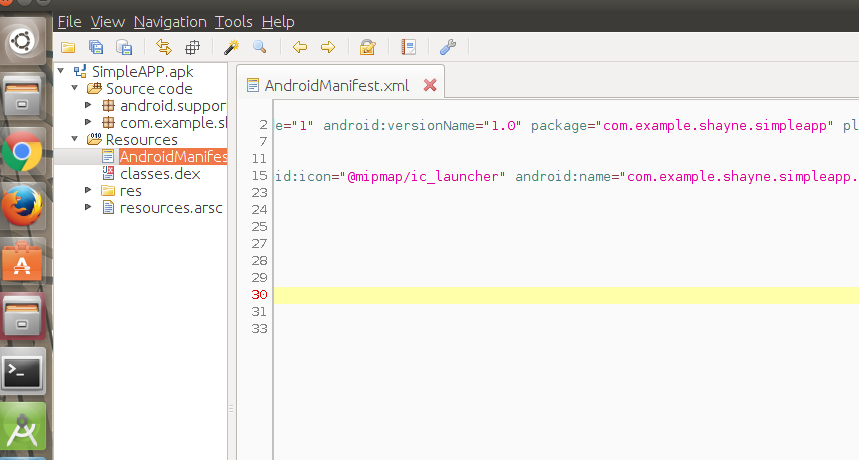 File View Navigation Tools Help
SimpleAPP.apk
Source code
android.suppor
com.example.sl
Resources
AndroidManifes
classes.dex
res
resources.arsc
AndroidManifest.xml
2 e="1" android:versionName="1.0" package="com.example.shayne.simpleapp" pl
7
11
15 id:icon="@mipmap/ic_launcher" android:name="com.example.shayne.simpleapp.
23
24
25
27
28
29
30
31
33